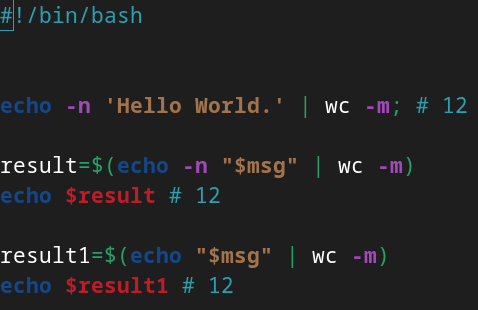 #!/bin/bash
echo -n 'Hello World.' | wc -m; # 12
result=$(echo -n "$msg" | wc -m)
echo $result # 12
result1=$(echo "$msg" | wc -m)
echo $result1 # 12